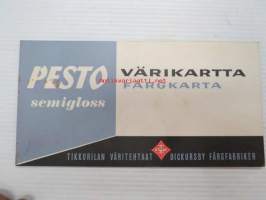 PESTO
semigloss
VÄRIKARTTA
FÄRGKARTA
TIKKURILAN VÄRITEHTAAT
DICKURSBY FÄRGFABRIKER